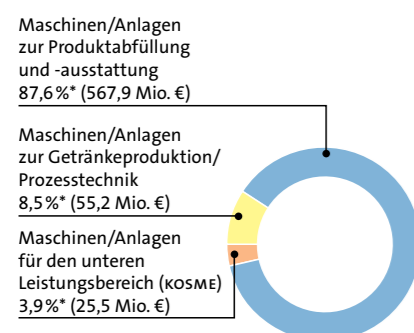 Maschinen/Anlagen
zur Produktabfüllung
und -ausstattung
87,6 %* (567,9 Mio. €)
Maschinen/Anlagen
zur Getränkeproduktion/
Prozesstechnik
8,5 %* (55,2 Mio. €)
Maschinen/Anlagen
für den unteren
Leistungsbereich (KOSME)
3,9 %* (25,5 Mio. €)